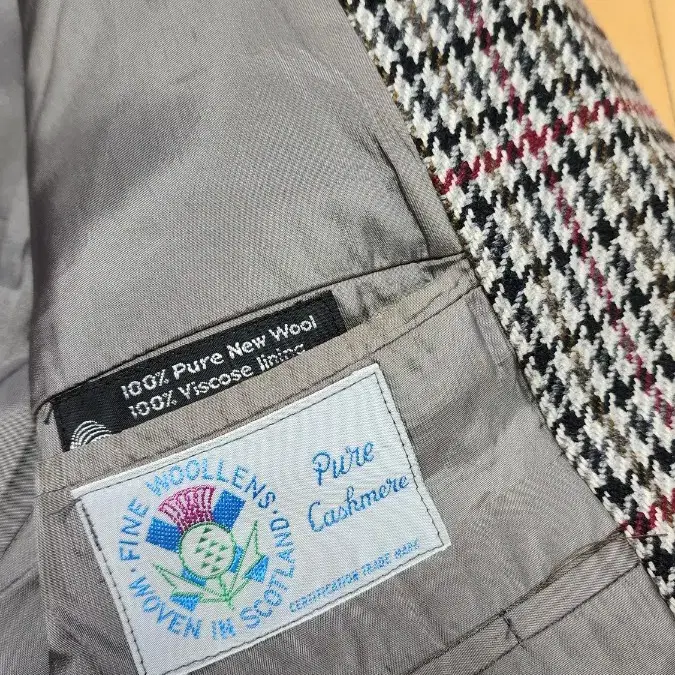 100% Pure New Wool
100% Viscose lining
FINE WOOLLENS · WOVEN IN SCOTLAND ·
Pure
Cashmere
CERTIFICATION TRADE MARK